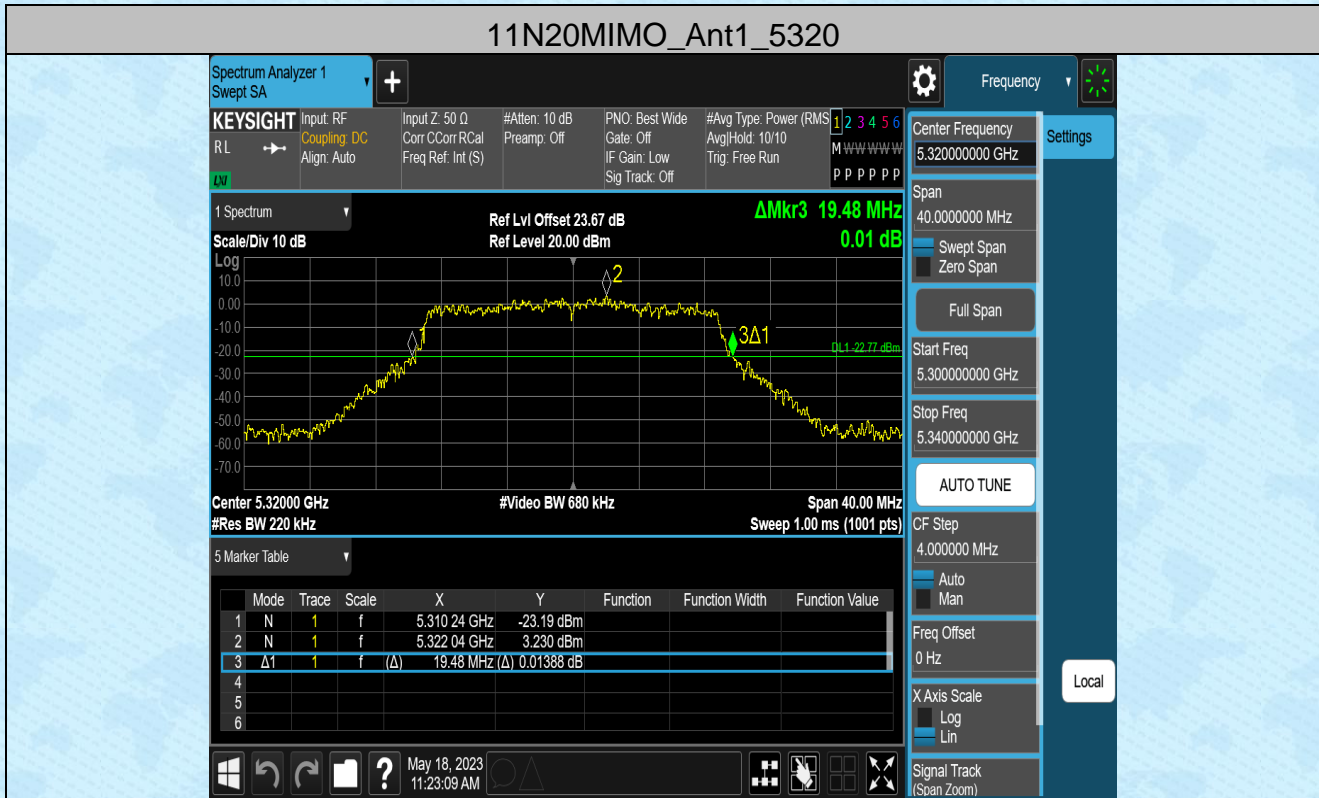 11N20MIMO_Ant1_5320
Spectrum Analyzer 1
Swept SA
Frequency
KEYSIGHT
RL
LXI
Input: RF
Coupling: DC
Align: Auto
Input Z: 50 Ω
Corr CCorr RCal
Freq Ref: Int (S)
#Atten: 10 dB
Preamp: Off
PNO: Best Wide
Gate: Off
IF Gain: Low
Sig Track: Off
#Avg Type: Power (RMS
Avg|Hold: 10/10
Trig: Free Run
1 2 3 4 5 6
M W W W W W
P P P P P P
1 Spectrum
Scale/Div 10 dB
Ref Lvl Offset 23.67 dB
Ref Level 20.00 dBm
ΔMkr3 19.48 MHz
0.01 dB
Log
10.0
0.00
-10.0
-20.0
-30.0
-40.0
-50.0
-60.0
-70.0
1
2
3Δ1
DL1 -22.77 dBm
Center 5.32000 GHz
#Video BW 680 kHz
Span 40.00 MHz
#Res BW 220 kHz
Sweep 1.00 ms (1001 pts)
5 Marker Table
Mode Trace Scale X Y Function Function Width Function Value
1 N 1 f 5.310 24 GHz -23.19 dBm
2 N 1 f 5.322 04 GHz 3.230 dBm
3 Δ1 1 f (Δ) 19.48 MHz (Δ) 0.01388 dB
4
5
6
May 18, 2023
11:23:09 AM
Center Frequency
5.320000000 GHz
Settings
Span
40.0000000 MHz
Swept Span
Zero Span
Full Span
Start Freq
5.300000000 GHz
Stop Freq
5.340000000 GHz
AUTO TUNE
CF Step
4.000000 MHz
Auto
Man
Freq Offset
0 Hz
X Axis Scale
Log
Lin
Local
Signal Track
(Span Zoom)